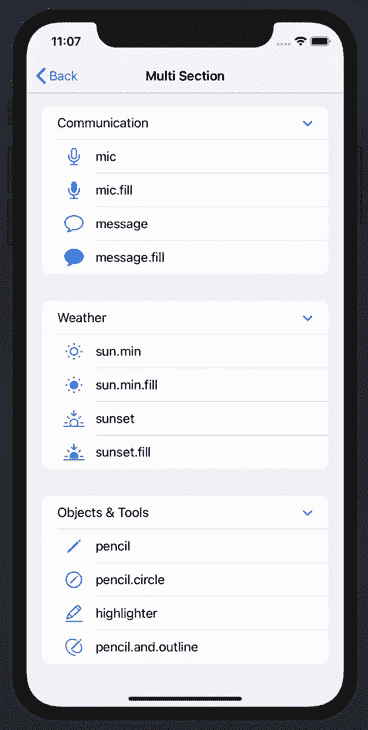 11:07
Back
Multi Section
Communication
mic
mic.fill
message
message.fill
Weather
sun.min
sun.min.fill
sunset
sunset.fill
Objects & Tools
pencil
pencil.circle
highlighter
pencil.and.outline